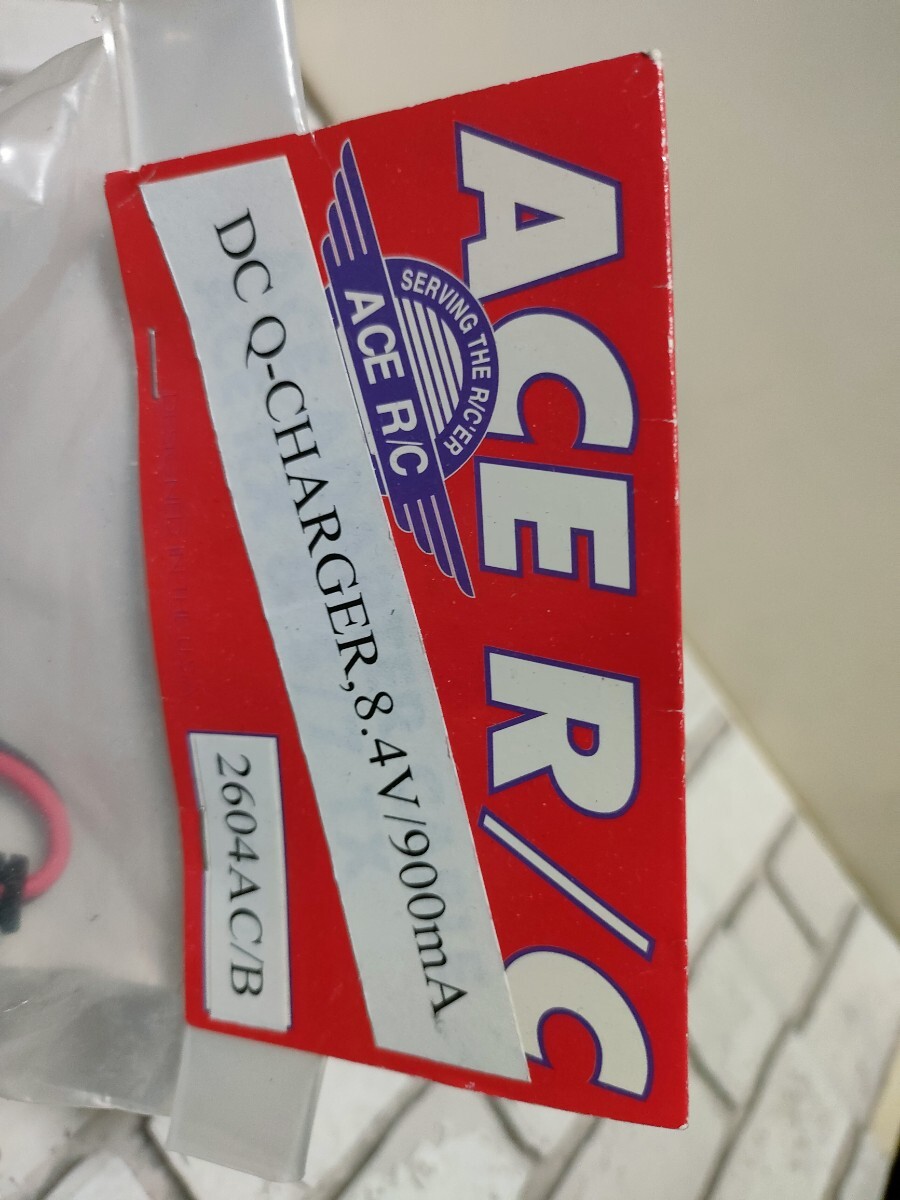 ACE R/C
SERVING THE R/C'ER
ACE R/C
DC Q-CHARGER,8.4V/900mA
2604AC/B